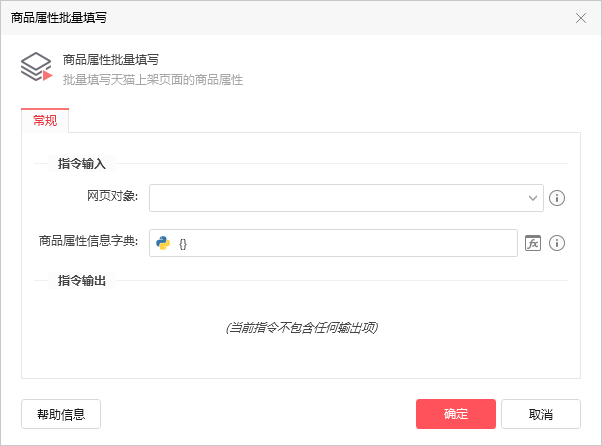 商品属性批量填写
商品属性批量填写
批量填写天猫上架页面的商品属性
常规
指令输入
网页对象:
商品属性信息字典: {} fx
指令输出
(当前指令不包含任何输出项)
帮助信息 确定 取消